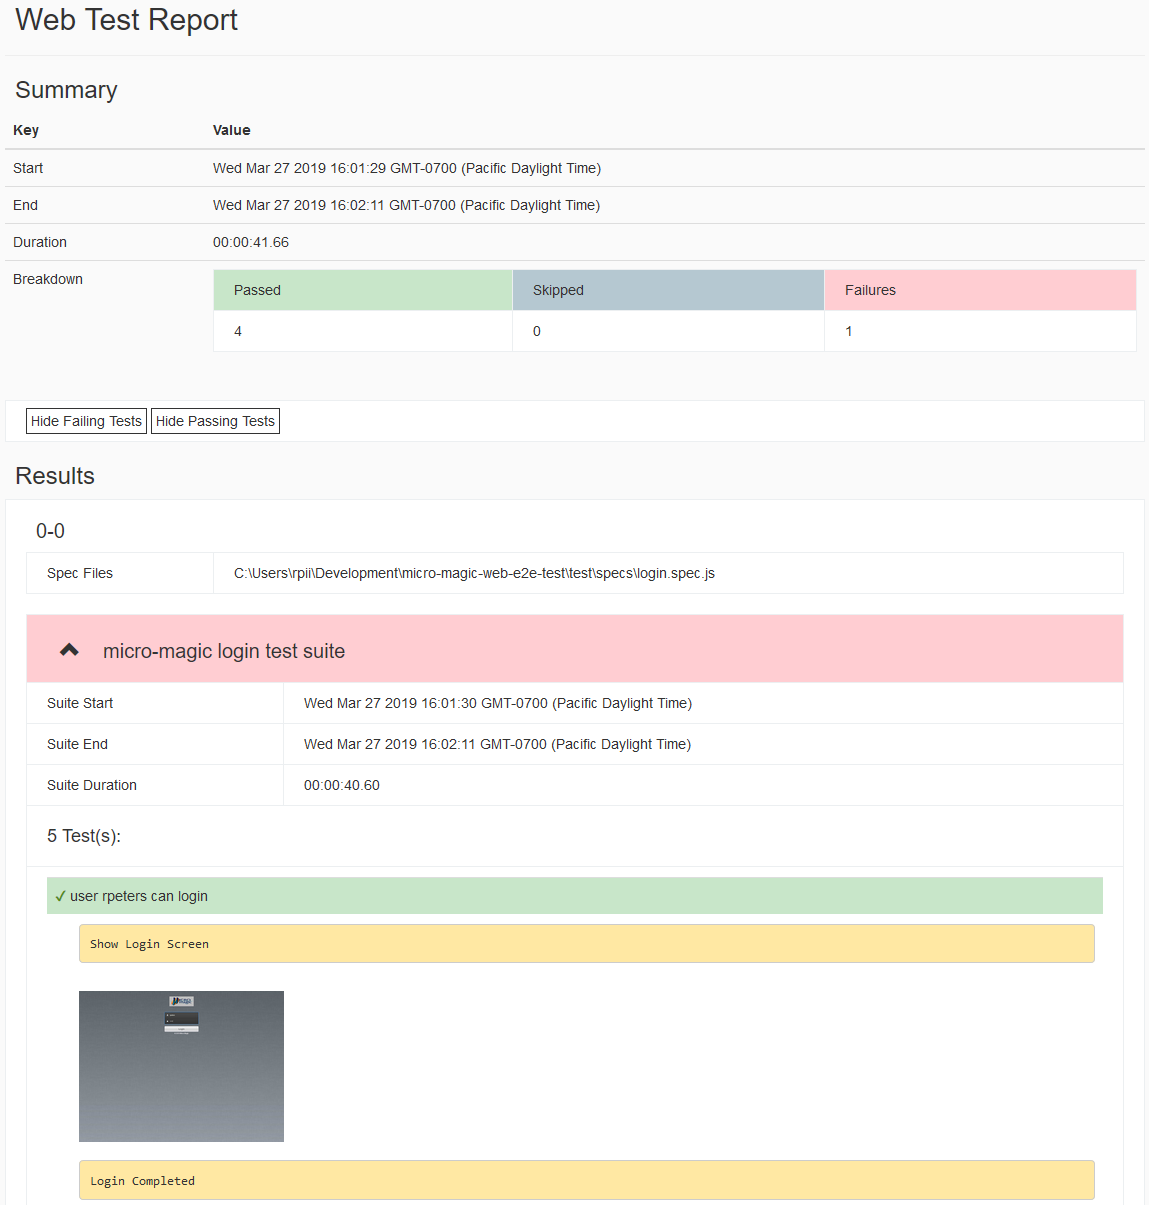 Web Test Report
Summary
Key Value
Start Wed Mar 27 2019 16:01:29 GMT-0700 (Pacific Daylight Time)
End Wed Mar 27 2019 16:02:11 GMT-0700 (Pacific Daylight Time)
Duration 00:00:41.66
Breakdown
Passed Skipped Failures
4 0 1
Hide Failing Tests Hide Passing Tests
Results
0-0
Spec Files C:\Users\rpii\Development\micro-magic-web-e2e-test\test\specs\login.spec.js
micro-magic login test suite
Suite Start Wed Mar 27 2019 16:01:30 GMT-0700 (Pacific Daylight Time)
Suite End Wed Mar 27 2019 16:02:11 GMT-0700 (Pacific Daylight Time)
Suite Duration 00:00:40.60
5 Test(s):
✓ user rpeters can login
Show Login Screen
Login Completed